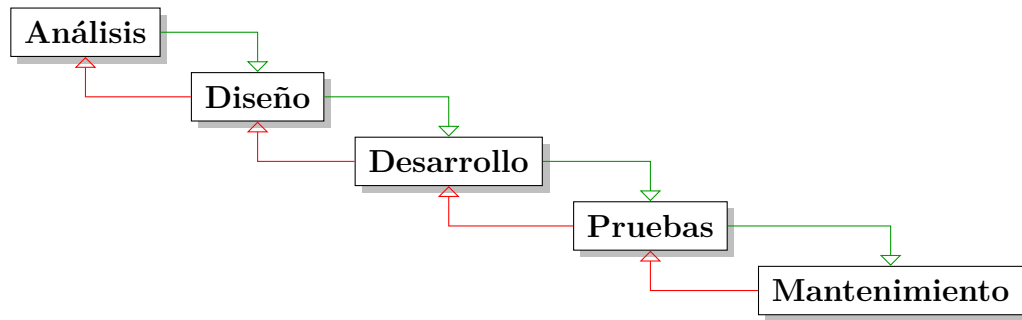 Análisis
Diseño
Desarrollo
Pruebas
Mantenimiento